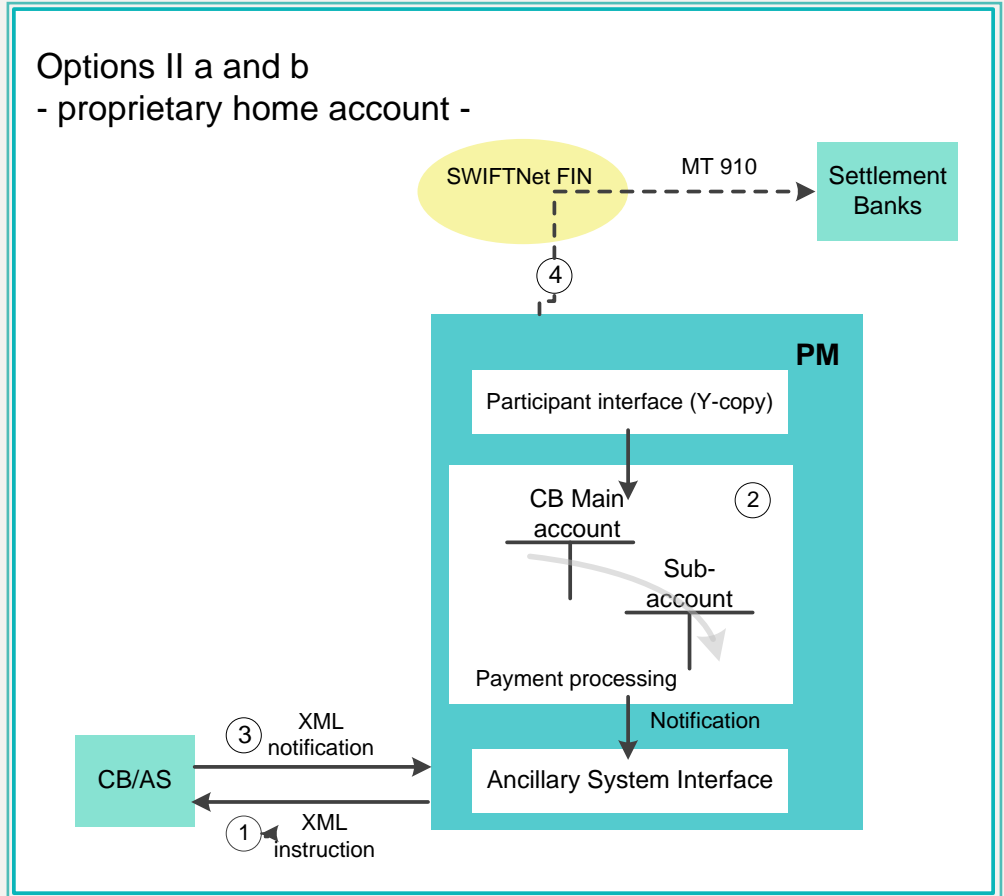 Options II a and b
- proprietary home account -
SWIFTNet FIN
MT 910
Settlement
Banks
4
PM
Participant interface (Y-copy)
CB Main
account
2
Sub-
account
Payment processing
Notification
3
XML
notification
CB/AS
Ancillary System Interface
1
XML
instruction